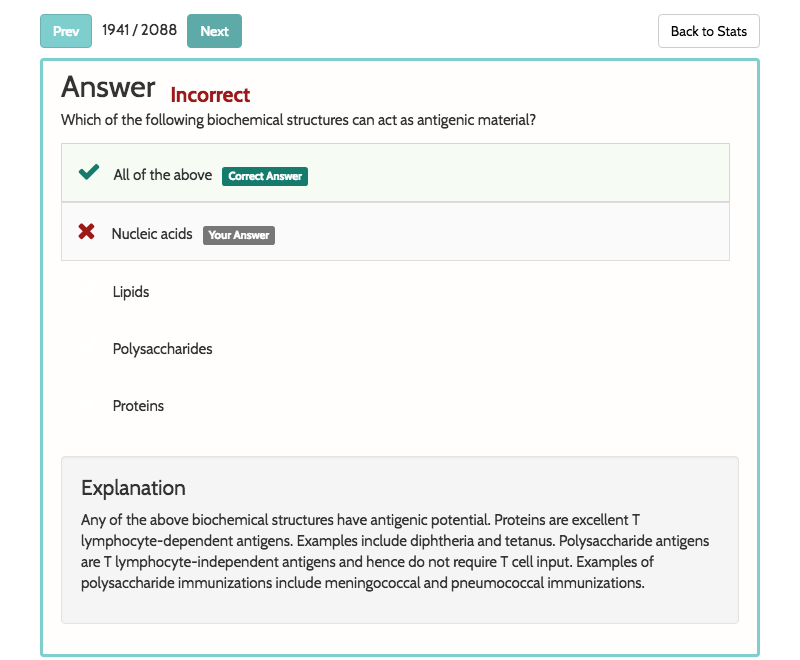 Prev 1941 / 2088 Next Back to Stats
Answer Incorrect
Which of the following biochemical structures can act as antigenic material?
All of the above Correct Answer
Nucleic acids Your Answer
Lipids
Polysaccharides
Proteins
Explanation
Any of the above biochemical structures have antigenic potential. Proteins are excellent T
lymphocyte-dependent antigens. Examples include diphtheria and tetanus. Polysaccharide antigens
are T lymphocyte-independent antigens and hence do not require T cell input. Examples of
polysaccharide immunizations include meningococcal and pneumococcal immunizations.